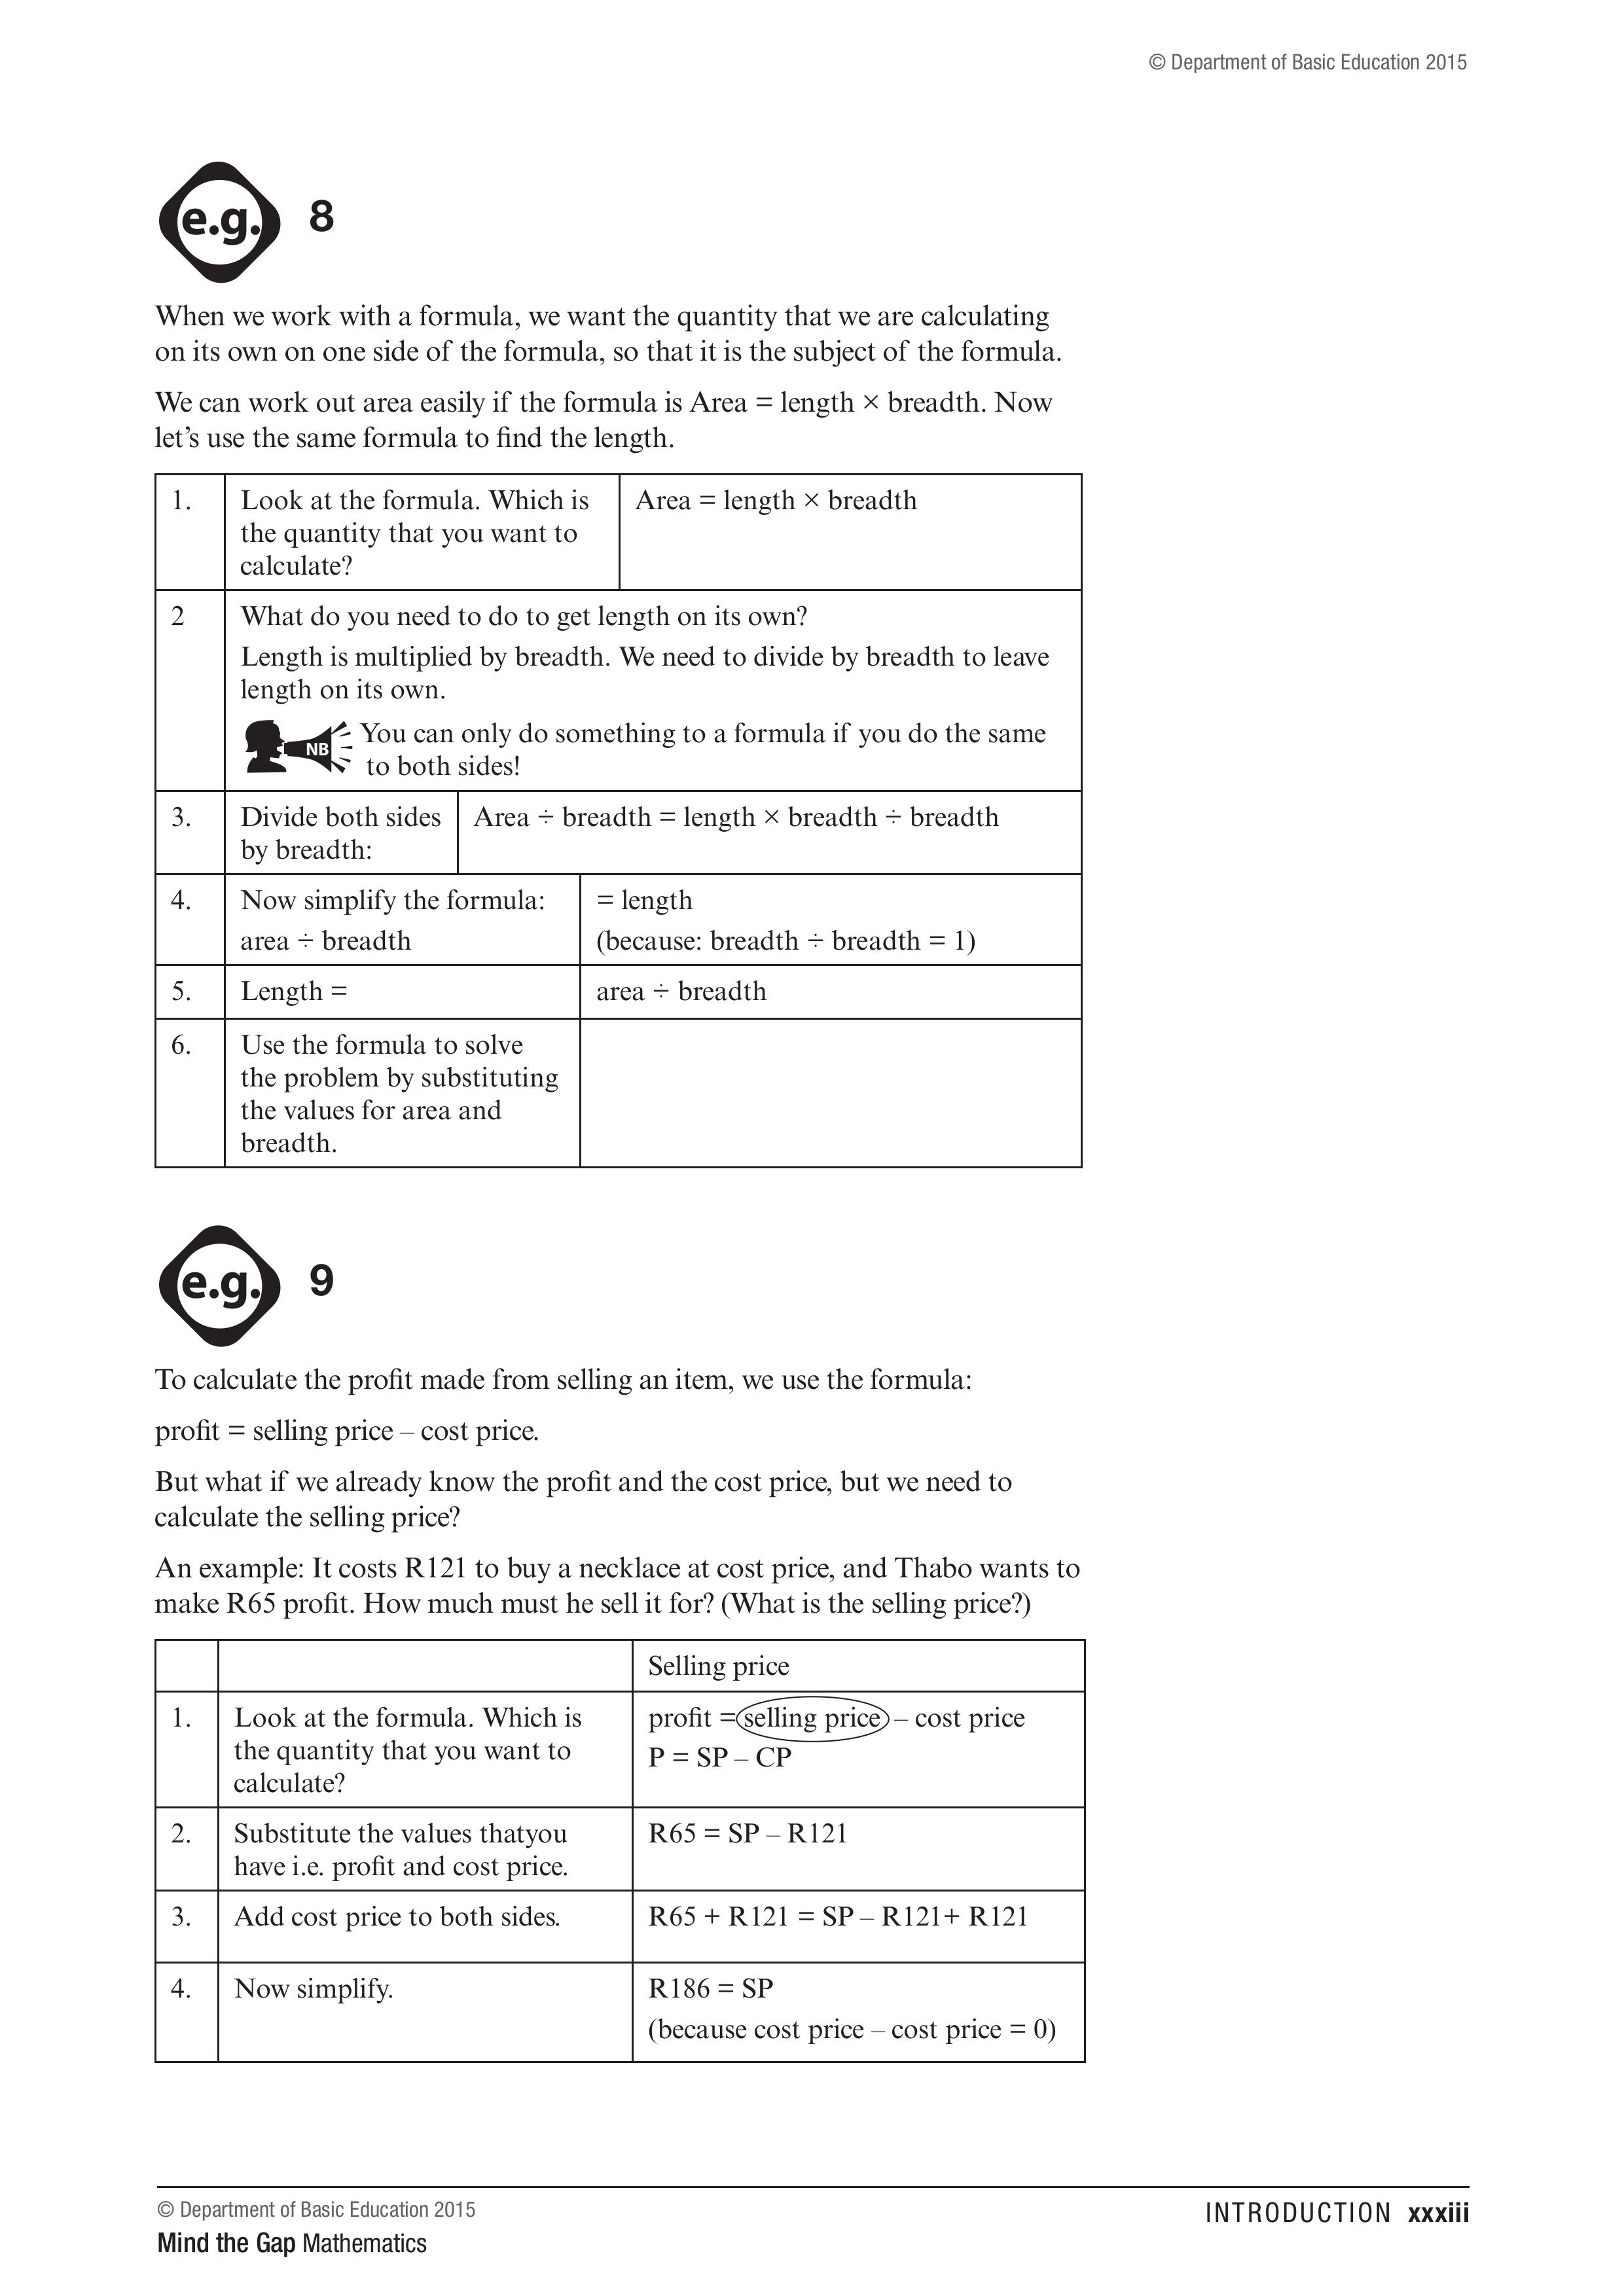 © Department of Basic Education 2015
e.g. 8
When we work with a formula, we want the quantity that we are calculating
on its own on one side of the formula, so that it is the subject of the formula.
We can work out area easily if the formula is Area = length × breadth. Now
let’s use the same formula to find the length.
1. Look at the formula. Which is
the quantity that you want to
calculate?
Area = length × breadth
2 What do you need to do to get length on its own?
Length is multiplied by breadth. We need to divide by breadth to leave
length on its own.
NB You can only do something to a formula if you do the same
to both sides!
3. Divide both sides
by breadth:
Area ÷ breadth = length × breadth ÷ breadth
4. Now simplify the formula:
area ÷ breadth
= length
(because: breadth ÷ breadth = 1)
5. Length = area ÷ breadth
6. Use the formula to solve
the problem by substituting
the values for area and
breadth.
e.g. 9
To calculate the profit made from selling an item, we use the formula:
profit = selling price – cost price.
But what if we already know the profit and the cost price, but we need to
calculate the selling price?
An example: It costs R121 to buy a necklace at cost price, and Thabo wants to
make R65 profit. How much must he sell it for? (What is the selling price?)
Selling price
1. Look at the formula. Which is
the quantity that you want to
calculate?
profit = selling price – cost price
P = SP – CP
2. Substitute the values thatyou
have i.e. profit and cost price.
R65 = SP – R121
3. Add cost price to both sides. R65 + R121 = SP – R121+ R121
4. Now simplify. R186 = SP
(because cost price – cost price = 0)
© Department of Basic Education 2015
Mind the Gap Mathematics
INTRODUCTION xxxiii